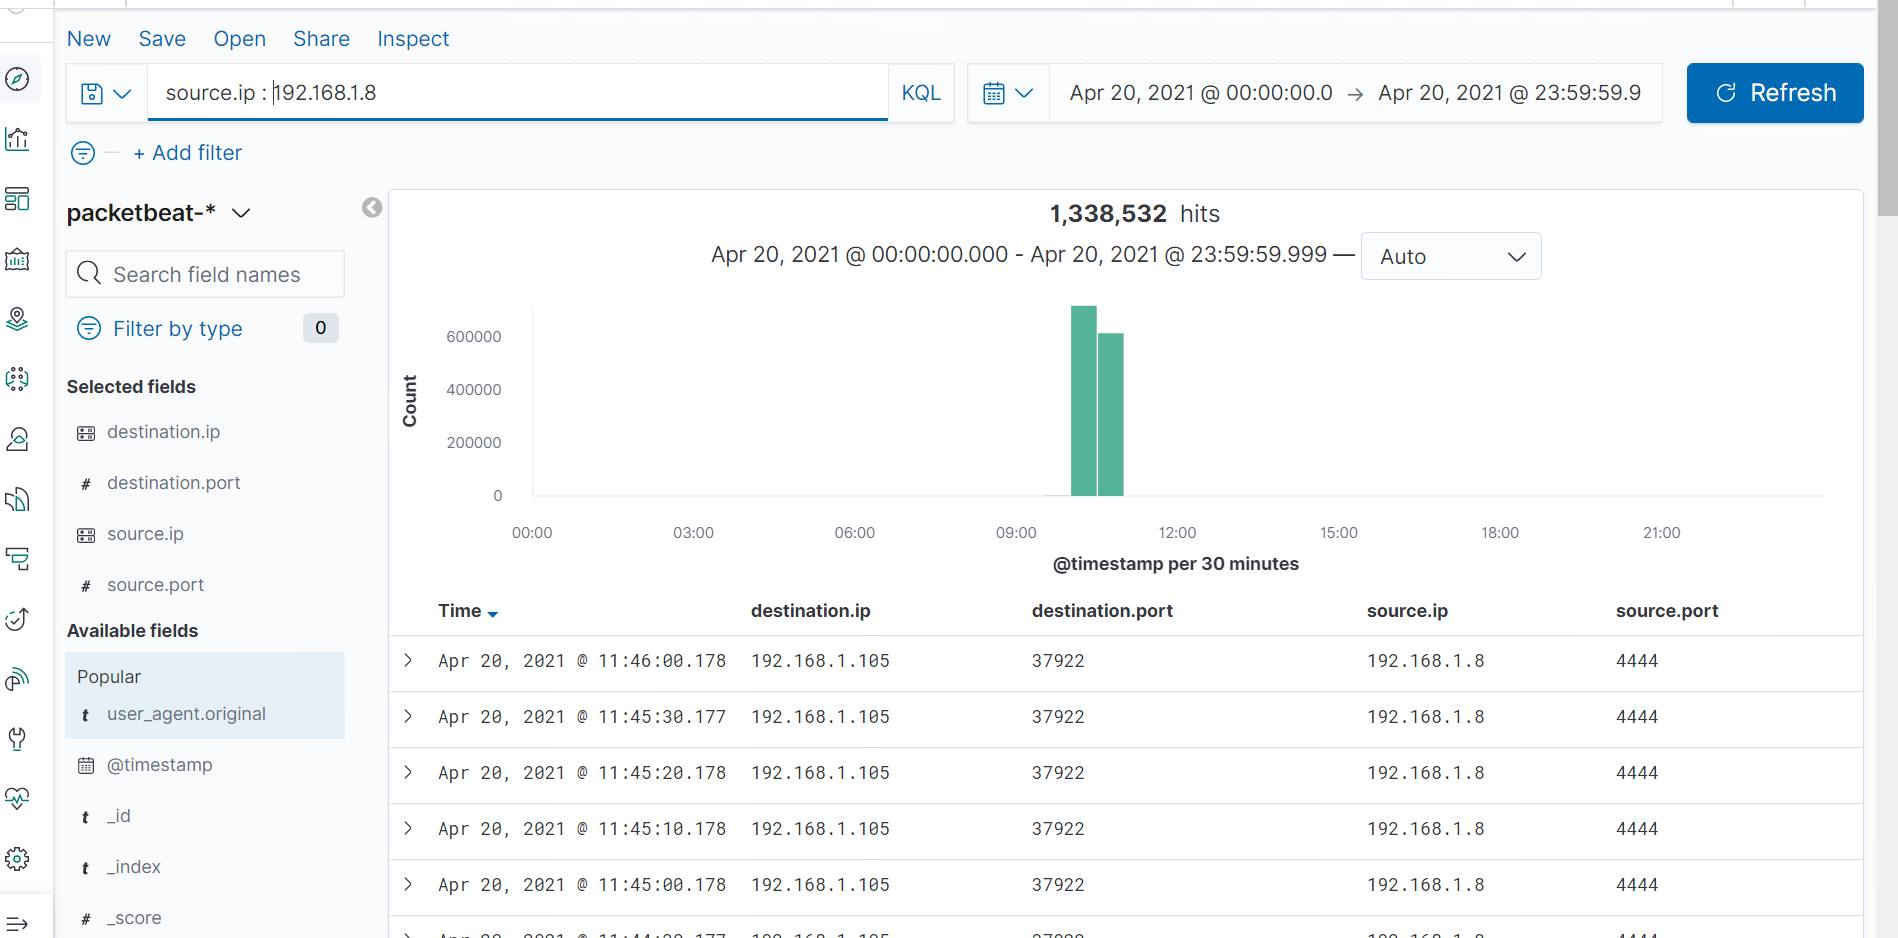 New Save Open Share Inspect
source.ip : 192.168.1.8 KQL Apr 20, 2021 @ 00:00:00.0 → Apr 20, 2021 @ 23:59:59.9 Refresh
+ Add filter
packetbeat-*
Search field names
Filter by type 0
Selected fields
destination.ip
# destination.port
source.ip
# source.port
Available fields
Popular
t user_agent.original
@timestamp
t _id
t _index
# _score
1,338,532 hits
Apr 20, 2021 @ 00:00:00.000 - Apr 20, 2021 @ 23:59:59.999 — Auto
Count
600000
400000
200000
0
00:00 03:00 06:00 09:00 12:00 15:00 18:00 21:00
@timestamp per 30 minutes
Time destination.ip destination.port source.ip source.port
Apr 20, 2021 @ 11:46:00.178 192.168.1.105 37922 192.168.1.8 4444
Apr 20, 2021 @ 11:45:30.177 192.168.1.105 37922 192.168.1.8 4444
Apr 20, 2021 @ 11:45:20.178 192.168.1.105 37922 192.168.1.8 4444
Apr 20, 2021 @ 11:45:10.178 192.168.1.105 37922 192.168.1.8 4444
Apr 20, 2021 @ 11:45:00.178 192.168.1.105 37922 192.168.1.8 4444